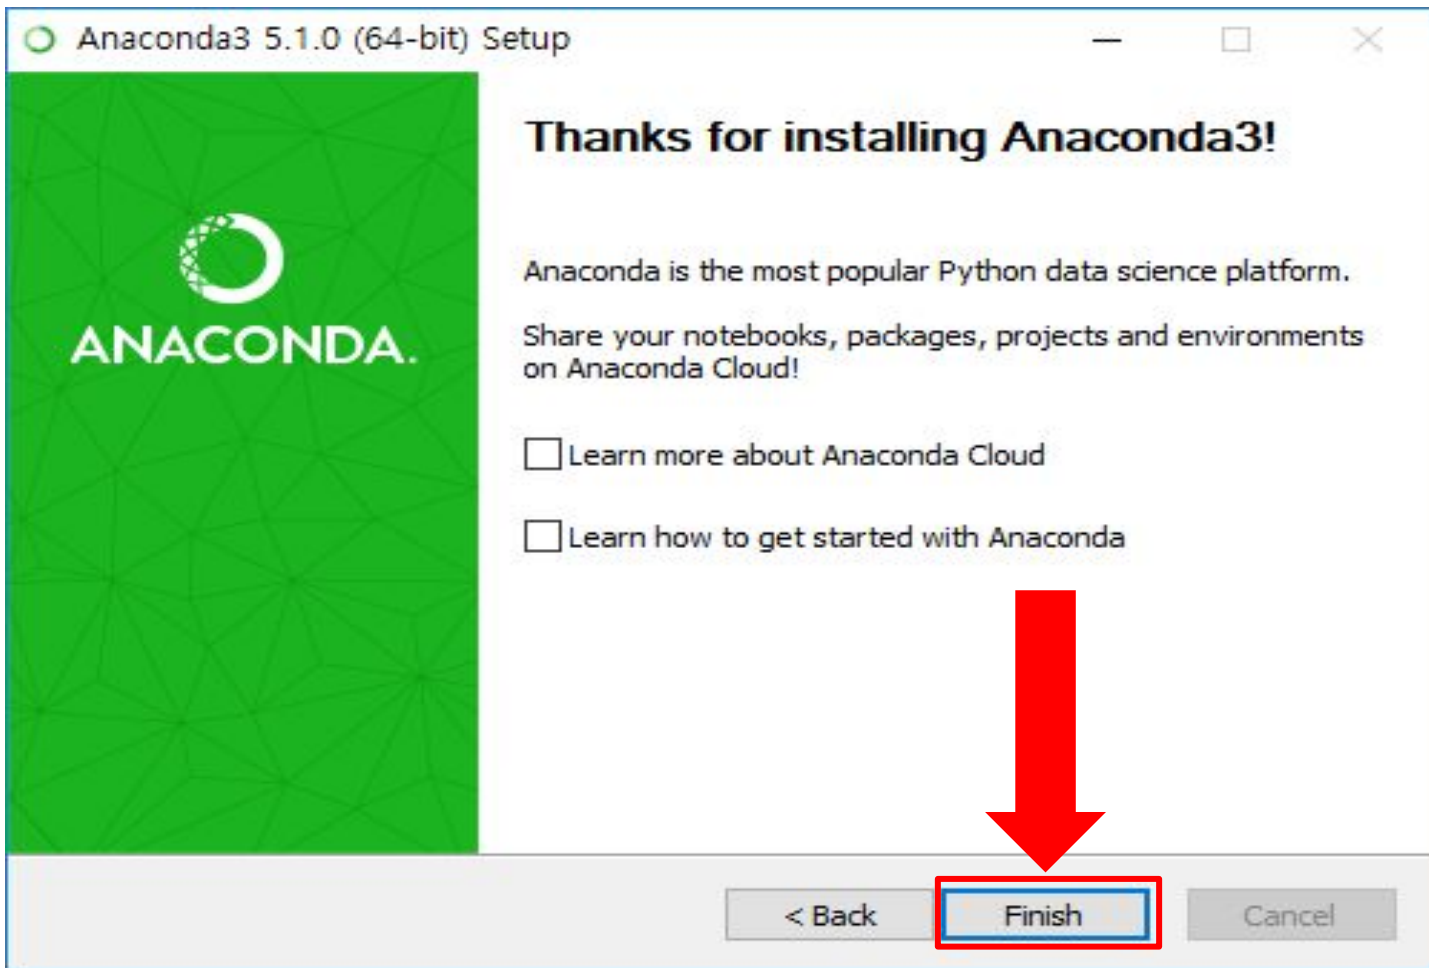 Anaconda3 5.1.0 (64-bit) Setup
Thanks for installing Anaconda3!
ANACONDA.
Anaconda is the most popular Python data science platform.
Share your notebooks, packages, projects and environments
on Anaconda Cloud!
Learn more about Anaconda Cloud
Learn how to get started with Anaconda
< Back
Finish
Cancel